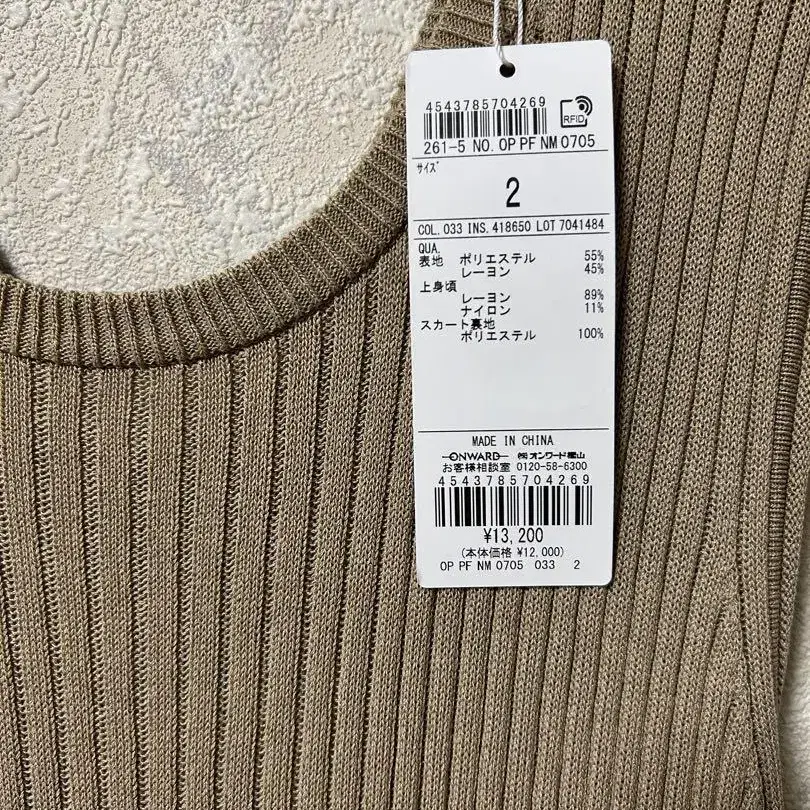 4543785704269
RFID
261-5 NO.OP PF NM0705
サイズ
2
COL.033 INS.418650 LOT 7041484
QUA.
表地 ポリエステル 55%
レーヨン 45%
上身頃
レーヨン 89%
ナイロン 11%
スカート裏地
ポリエステル 100%
MADE IN CHINA
ONWARD ㈱オンワード樫山
お客様相談室 0120-58-6300
4543785704269
¥13,200
(本体価格 ¥12,000)
OP PF NM 0705 033 2